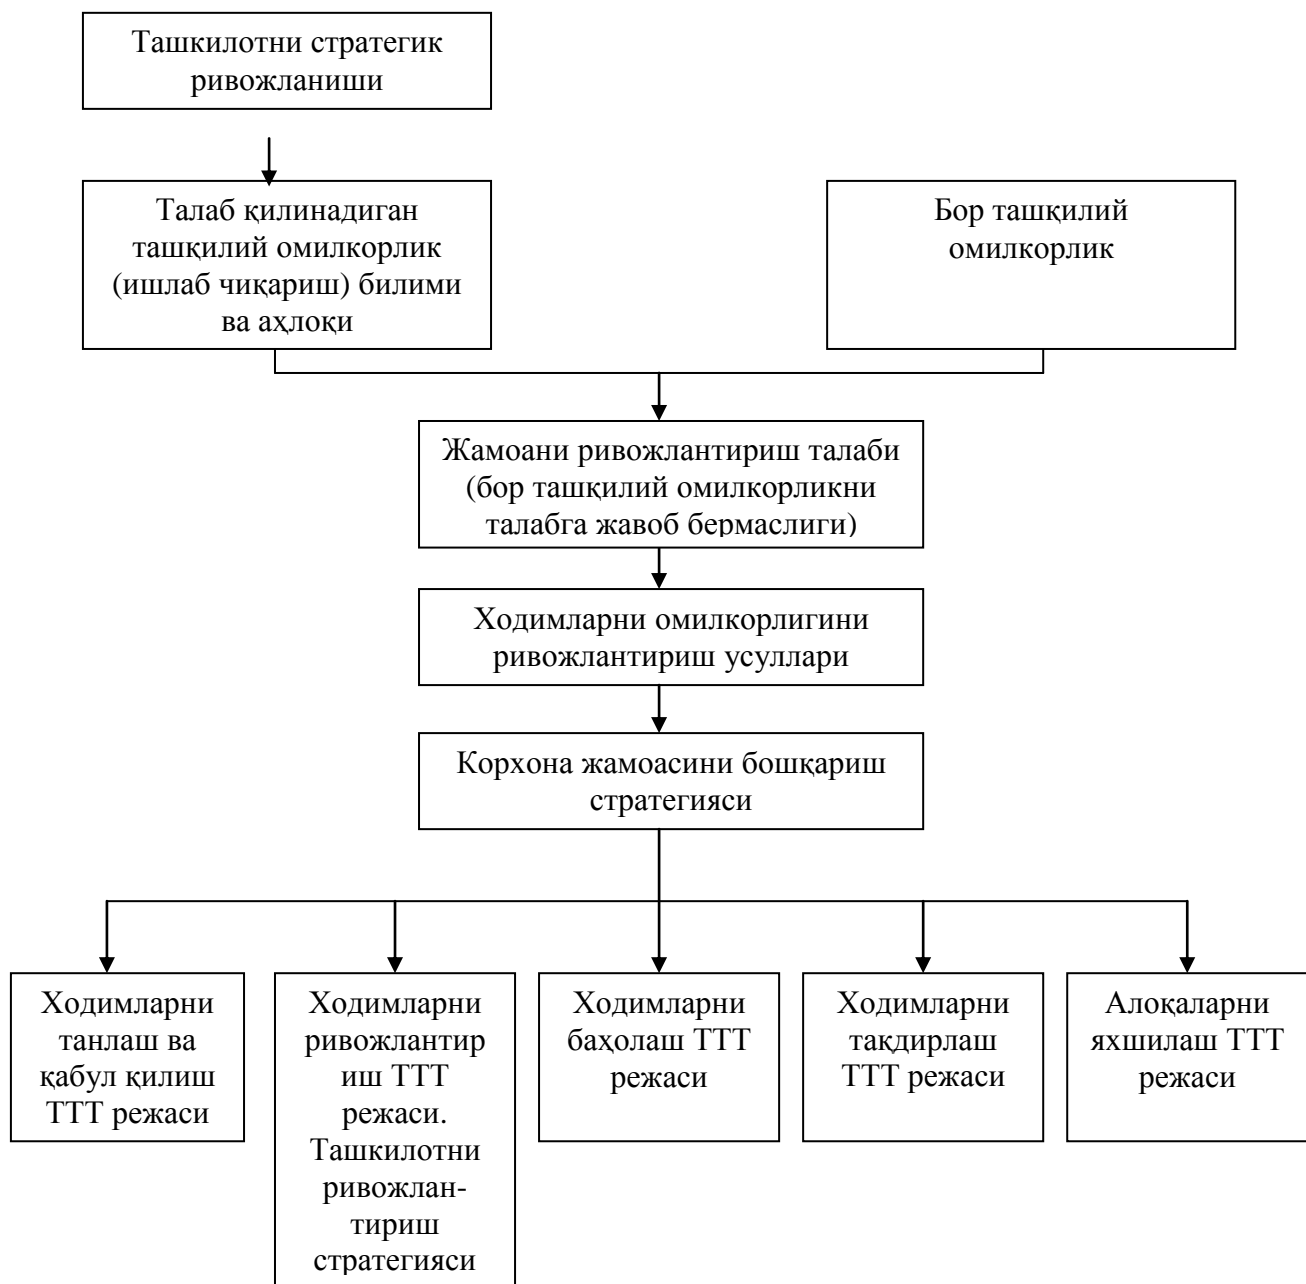 Ташкилотни стратегик
ривожланиши
Талаб қилинадиган
ташқилий омилкорлик
(ишлаб чиқариш) билими
ва аҳлоқи
Бор ташқилий
омилкорлик
Жамоани ривожлантириш талаби
(бор ташқилий омилкорликни
талабга жавоб бермаслиги)
Ходимларни омилкорлигини
ривожлантириш усуллари
Корхона жамоасини бошқариш
стратегияси
Ходимларни
танлаш ва
қабул қилиш
ТТТ режаси
Ходимларни
ривожлантир
иш ТТТ
режаси.
Ташкилотни
ривожлан-
тириш
стратегияси
Ходимларни
баҳолаш ТТТ
режаси
Ходимларни
тақдирлаш
ТТТ режаси
Алоқаларни
яхшилаш ТТТ
режаси